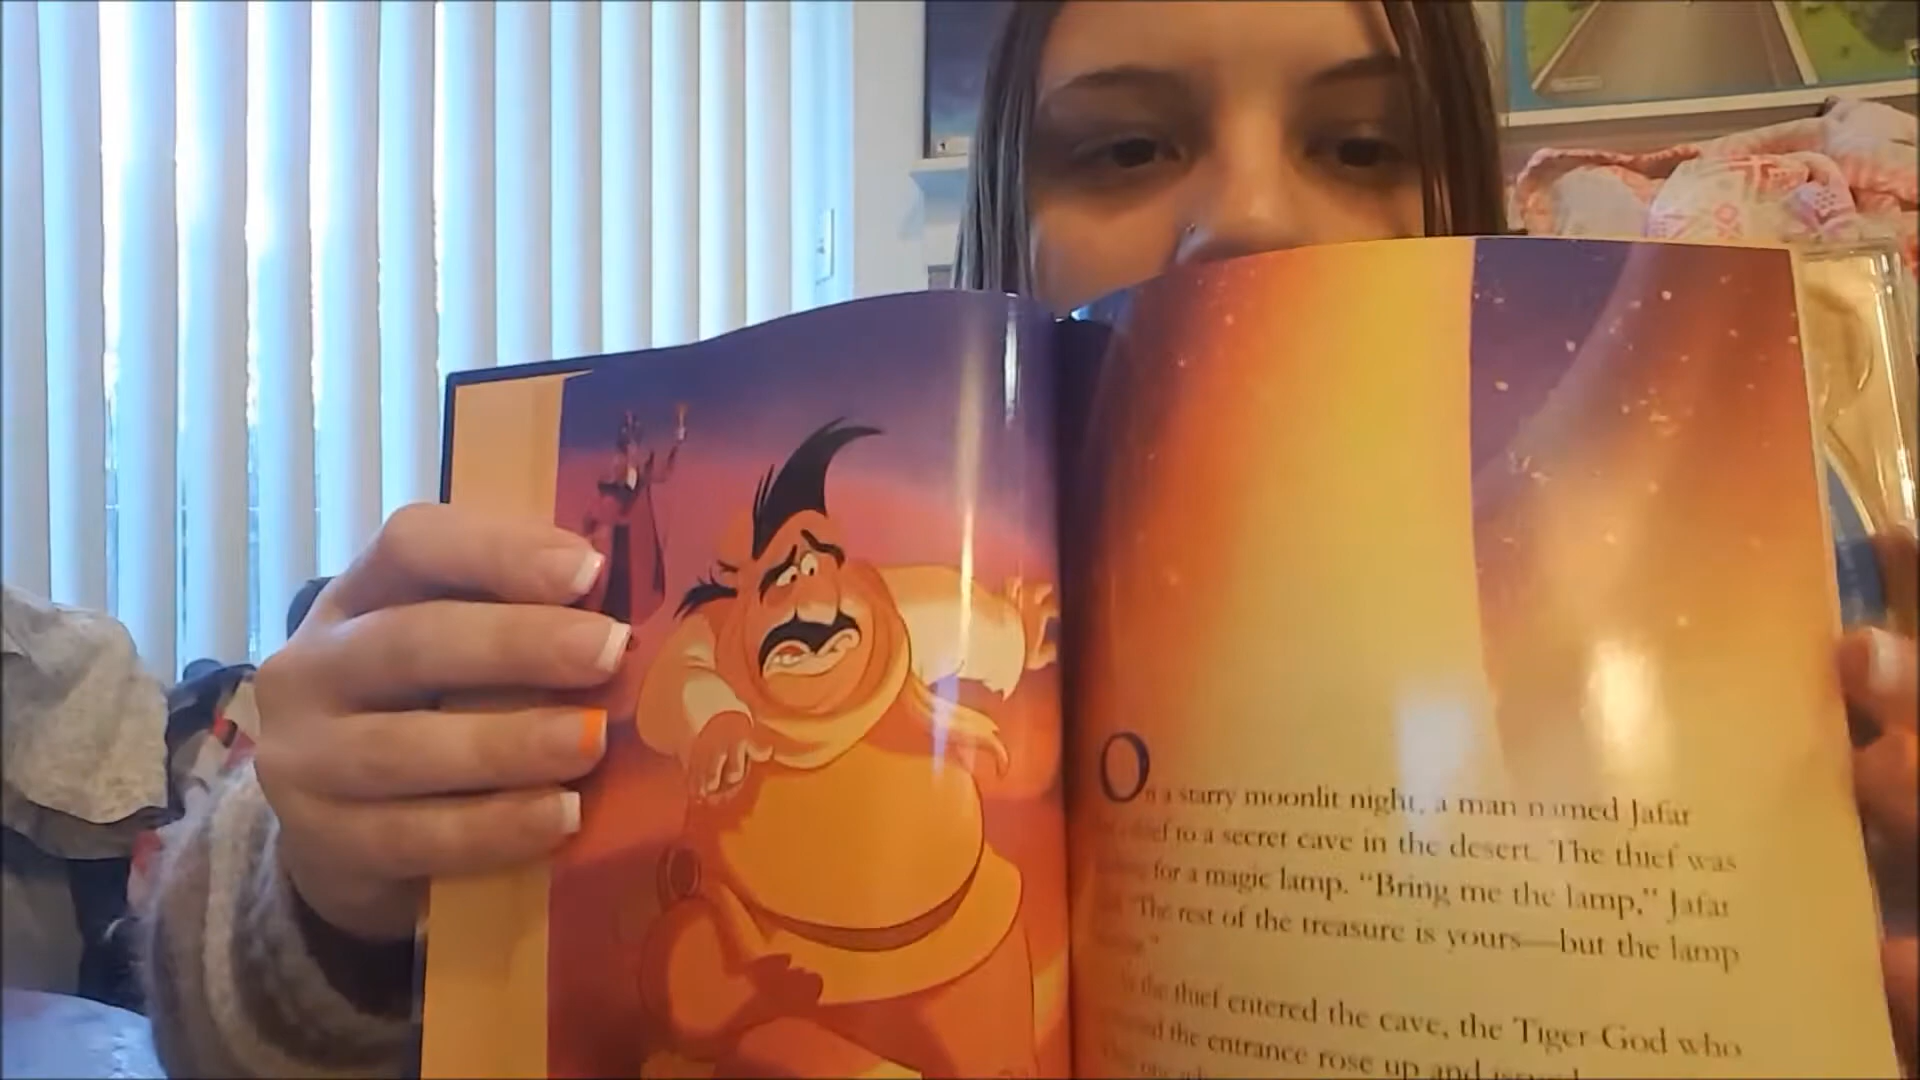 On a starry moonlit night, a man named Jafar
thief to a secret cave in the desert. The thief was
for a magic lamp. “Bring me the lamp,” Jafar
“The rest of the treasure is yours—but the lamp
the thief entered the cave, the Tiger-God who
the entrance rose up and